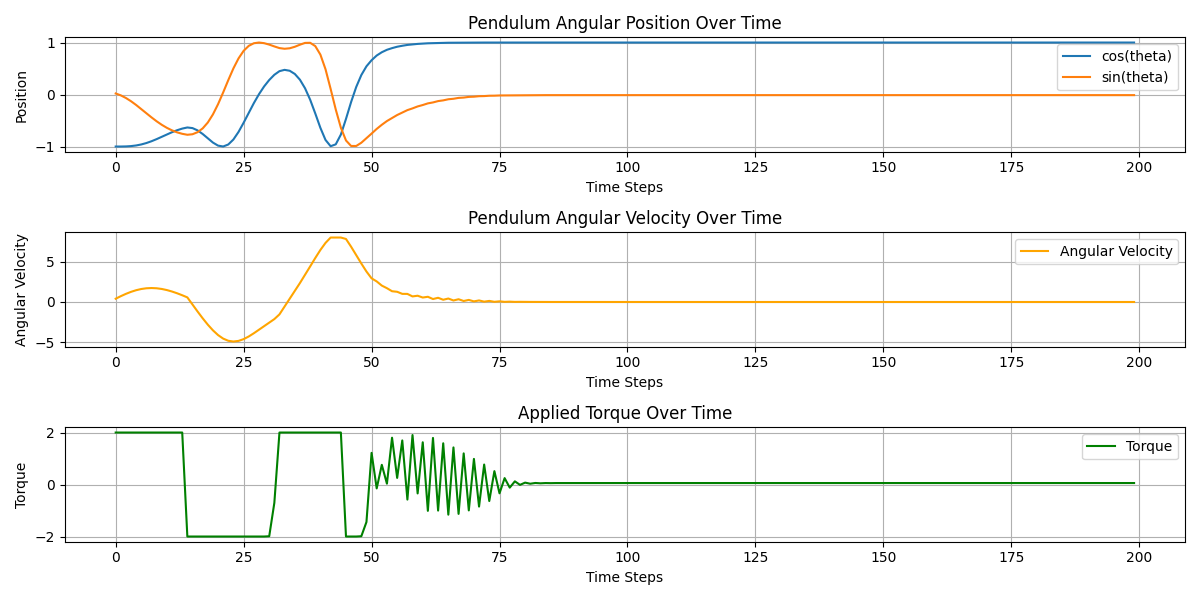 Pendulum Angular Position Over Time
Position
1
0
−1
cos(theta)
sin(theta)
0 25 50 75 100 125 150 175 200
Time Steps
Pendulum Angular Velocity Over Time
Angular Velocity
5
0
−5
Angular Velocity
0 25 50 75 100 125 150 175 200
Time Steps
Applied Torque Over Time
Torque
2
0
−2
Torque
0 25 50 75 100 125 150 175 200
Time Steps